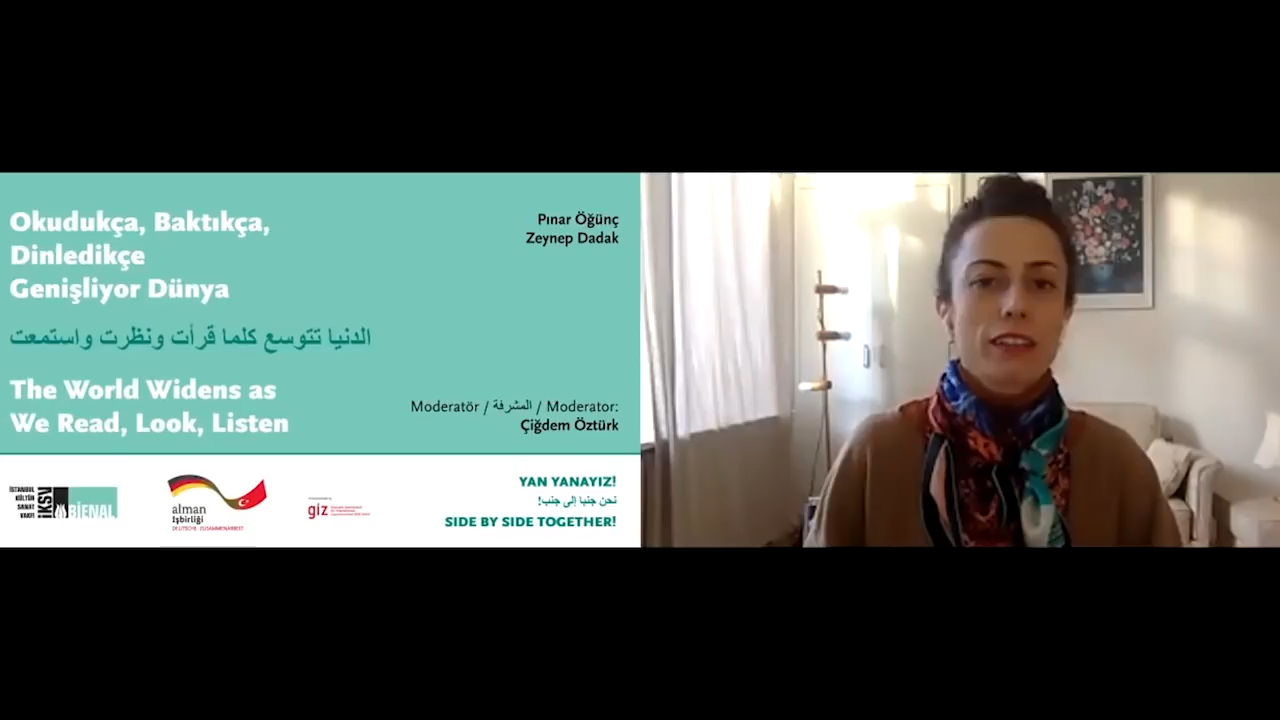 Okudukça, Baktıkça,
Dinledikçe
Genişliyor Dünya
الدنيا تتوسع كلما قرأت ونظرت واستمعت
The World Widens as
We Read, Look, Listen
Pınar Öğünç
Zeynep Dadak
Moderatör / المشرفة / Moderator:
Çiğdem Öztürk
İSTANBUL
KÜLTÜR
SANAT
VAKFI
İKSV
BİENAL
alman
işbirliği
DEUTSCHE ZUSAMMENARBEIT
giz
YAN YANAYIZ!
نحن جنبا إلى جنب!
SIDE BY SIDE TOGETHER!